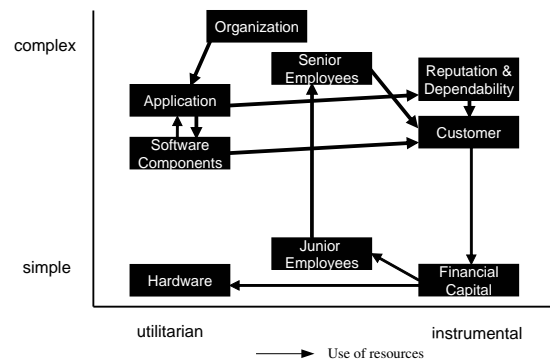 complex
Organization
Senior
Employees
Reputation &
Dependability
Application
Customer
Software
Components
simple
Junior
Employees
Hardware
Financial
Capital
utilitarian
instrumental
Use of resources